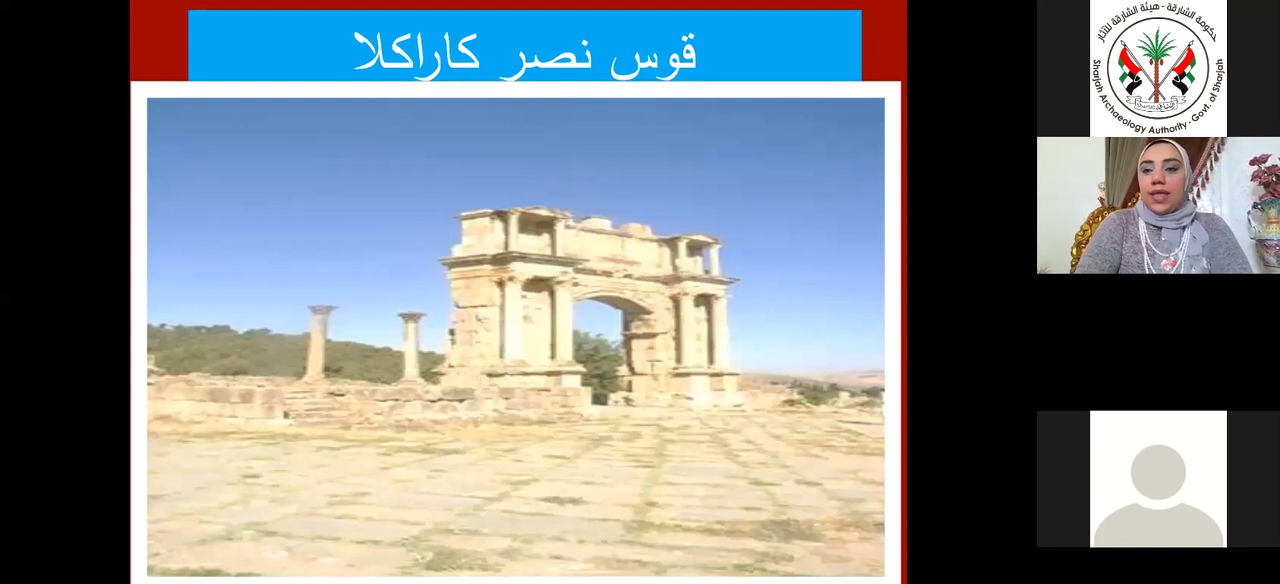 قوس نصر كاراكلا
حكومة الشارقة - هيئة الشارقة للآثار
Sharjah Archaeology Authority - Govt. of Sharjah